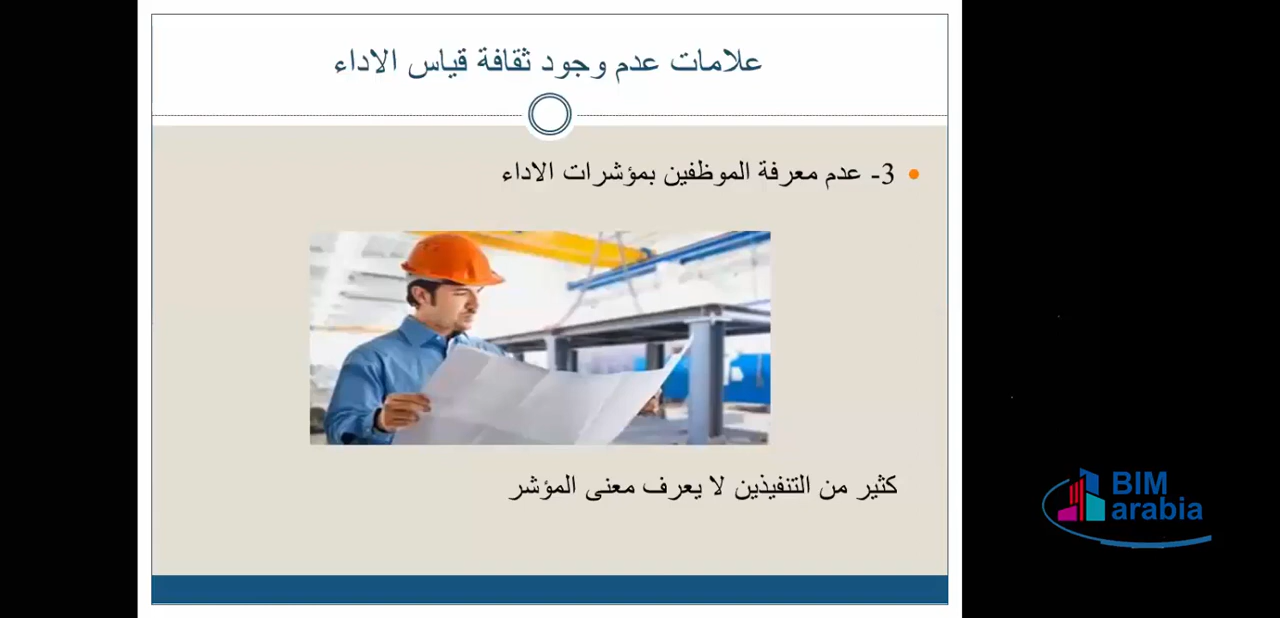 علامات عدم وجود ثقافة قياس الاداء
3- عدم معرفة الموظفين بمؤشرات الاداء
كثير من التنفيذين لا يعرف معنى المؤشر
BIM
arabia